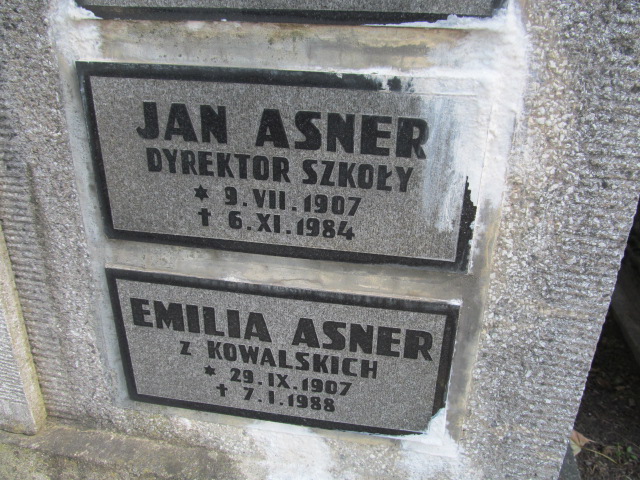 JAN ASNER
DYREKTOR SZKOŁY
* 9.VII.1907
† 6.XI.1984
EMILIA ASNER
Z KOWALSKICH
* 29.IX.1907
† 7.I.1988